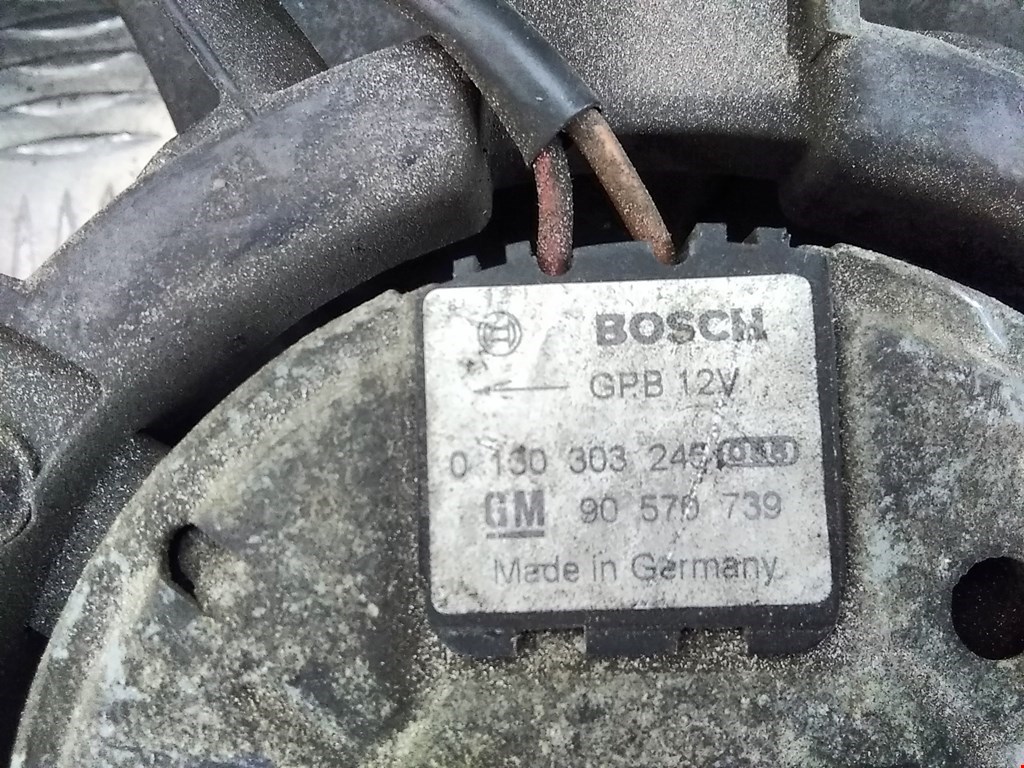 BOSCH
GPB 12V
0 130 303 245
GM 90 570 739
Made in Germany